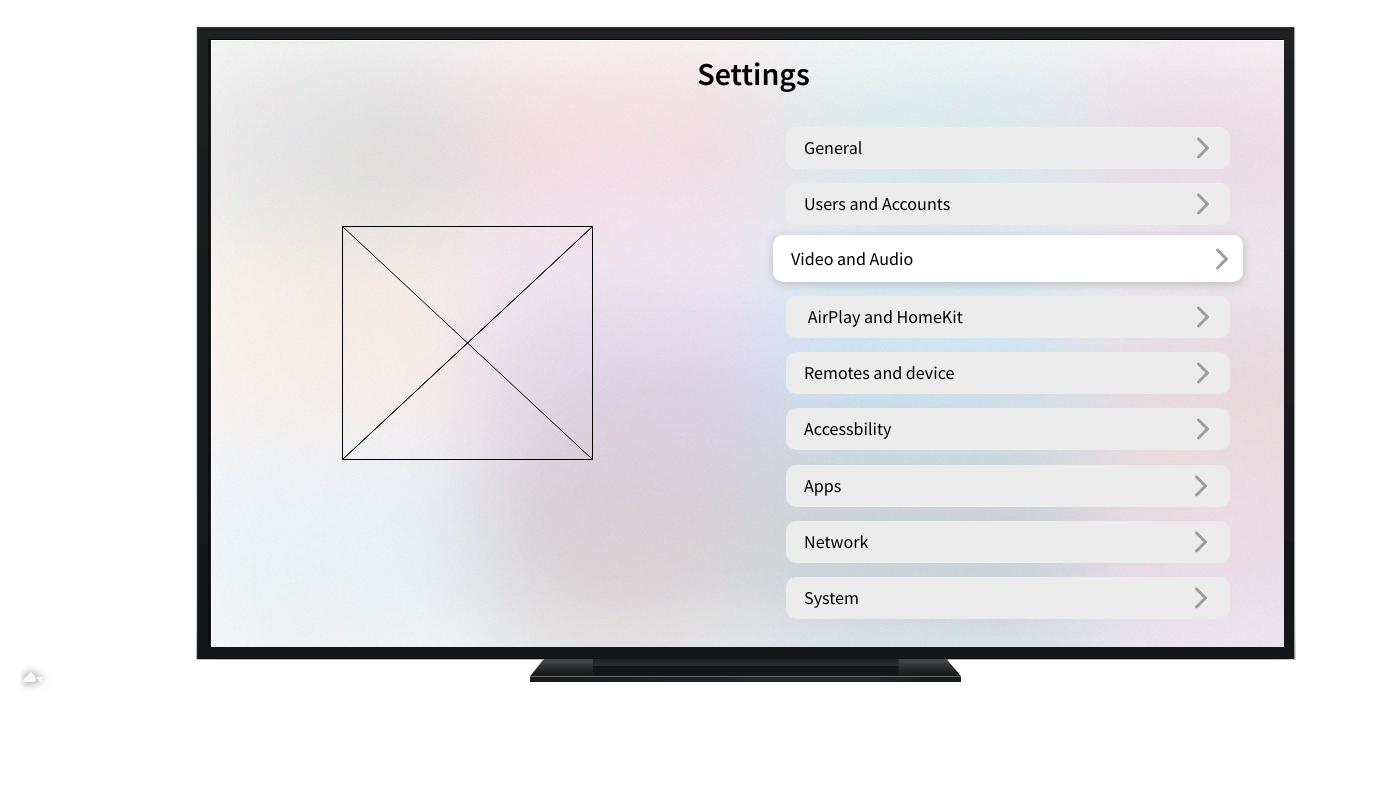 Settings
General
Users and Accounts
Video and Audio
AirPlay and HomeKit
Remotes and device
Accessbility
Apps
Network
System